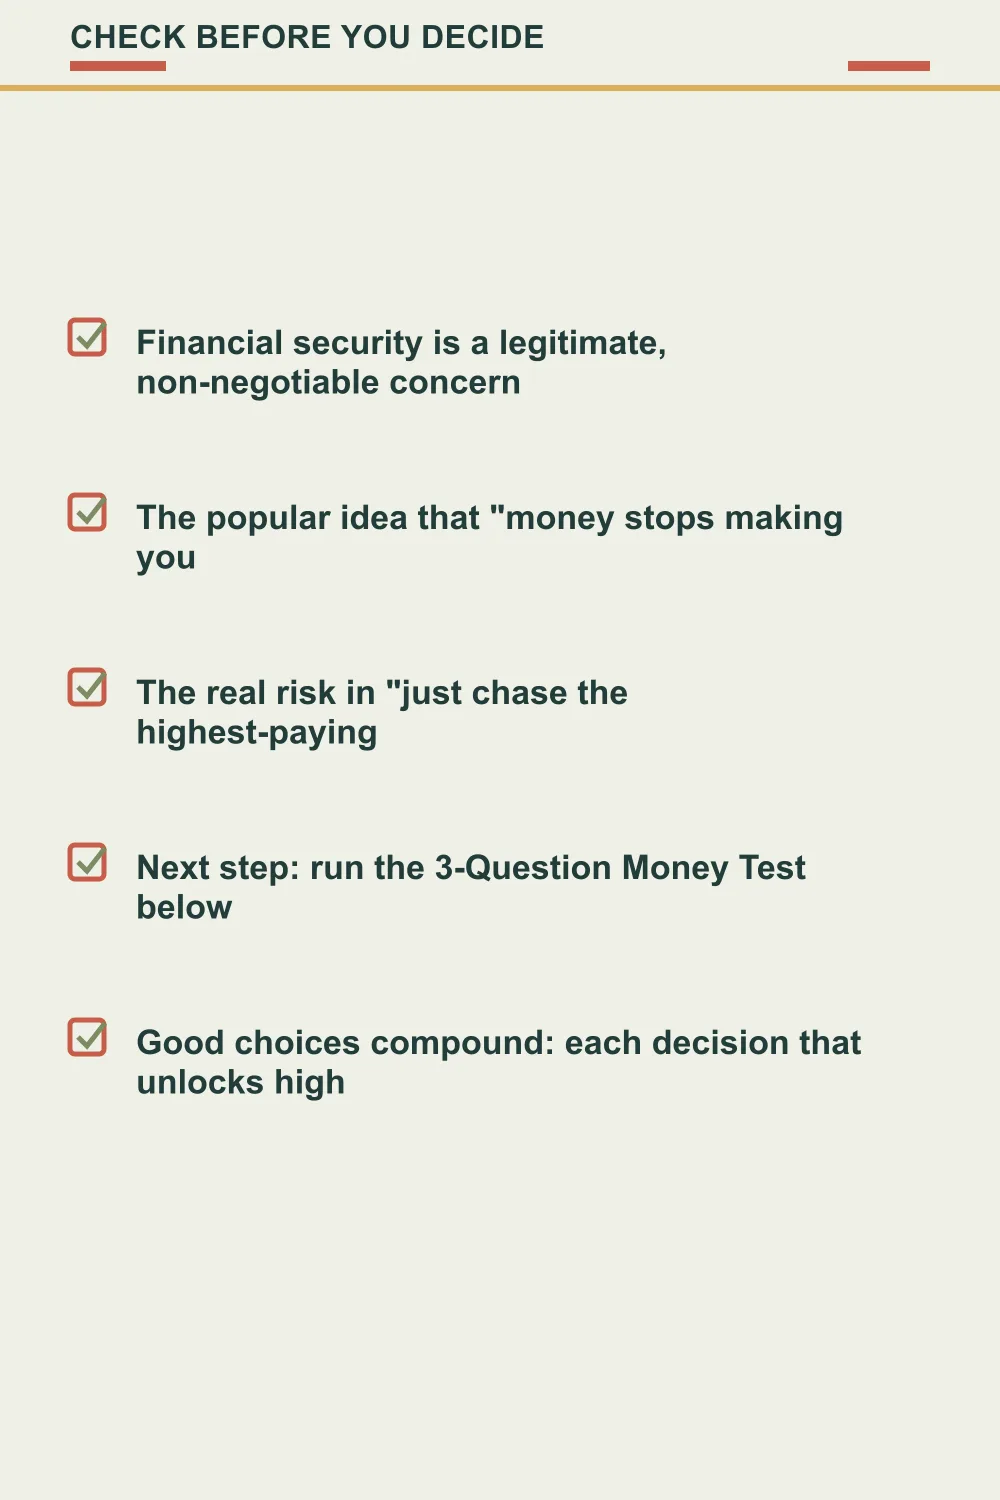 CHECK BEFORE YOU DECIDE
Financial security is a legitimate,
non-negotiable concern
The popular idea that "money stops making
you
The real risk in "just chase the
highest-paying
Next step: run the 3-Question Money Test
below
Good choices compound: each decision that
unlocks high